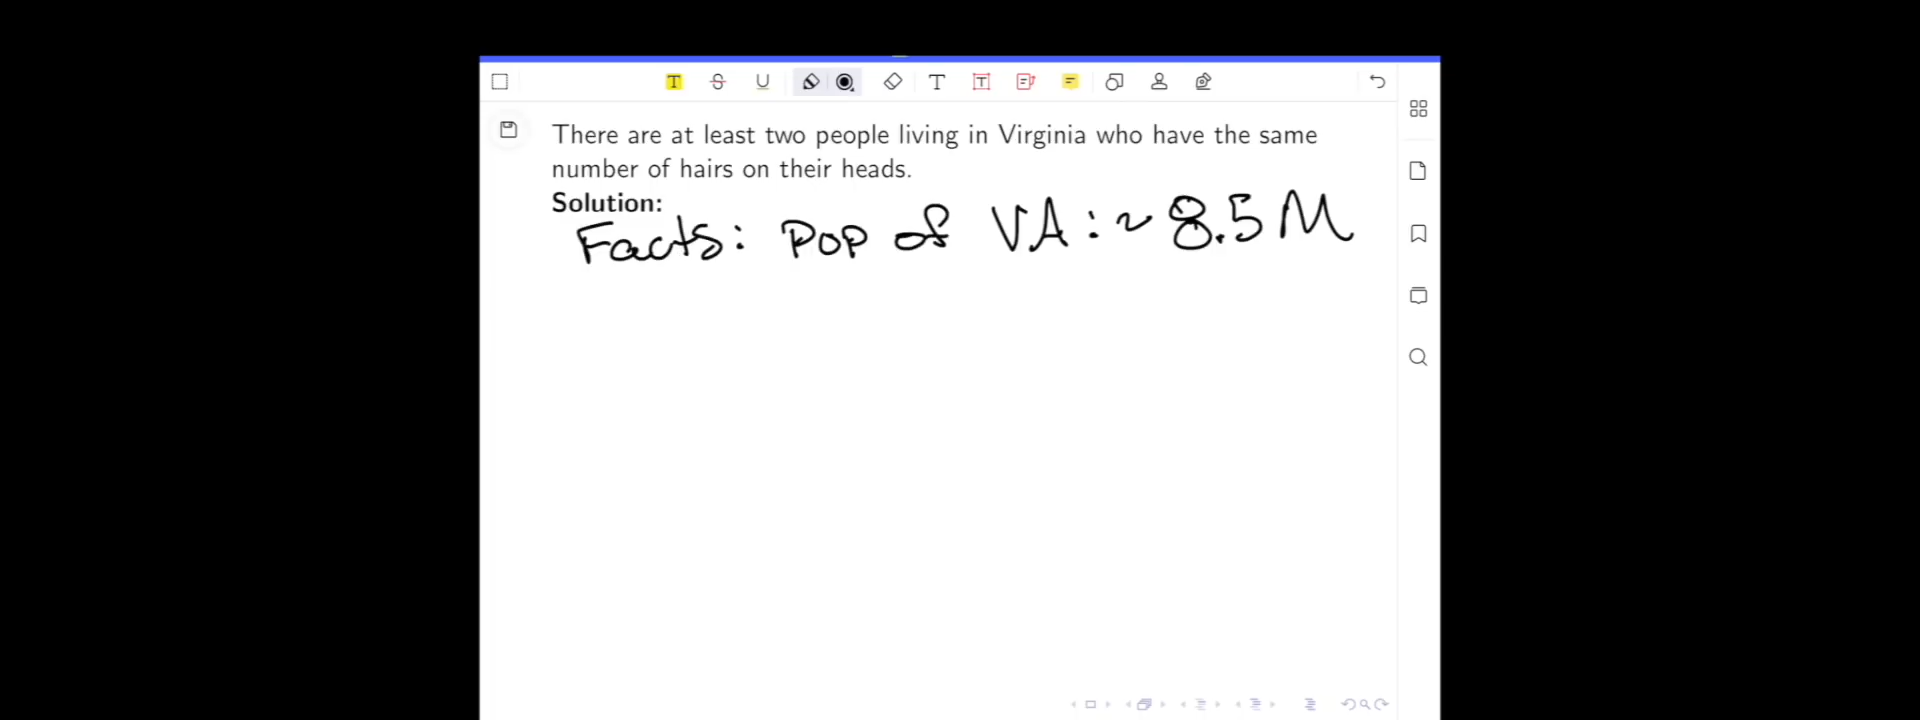 There are at least two people living in Virginia who have the same
number of hairs on their heads.
Solution:
Facts: Pop of VA: ~ 8.5 M